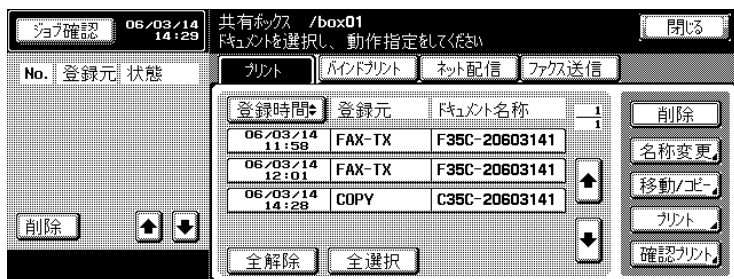 ジョブ確認 06/03/14 14:29
共有ボックス /box01
ドキュメントを選択し、動作指定をしてください
閉じる
No. 登録元 状態
削除
プリント バインドプリント ネット配信 ファクス送信
登録時間 登録元 ドキュメント名称 1/1
06/03/14 11:58 FAX-TX F35C-20603141
06/03/14 12:01 FAX-TX F35C-20603141
06/03/14 14:28 COPY C35C-20603141
全解除 全選択
削除
名称変更
移動/コピー
プリント
確認プリント